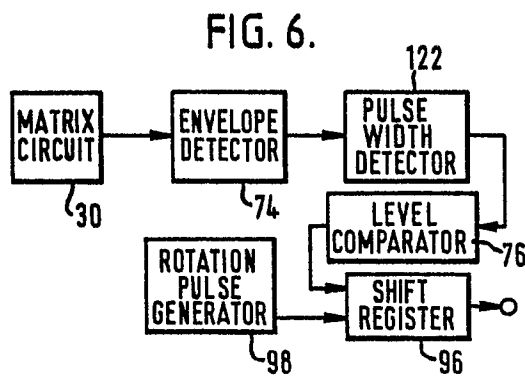 FIG. 6.
122
MATRIX
CIRCUIT
30
ENVELOPE
DETECTOR
74
PULSE
WIDTH
DETECTOR
LEVEL
COMPARATOR
76
ROTATION
PULSE
GENERATOR
98
SHIFT
REGISTER
96